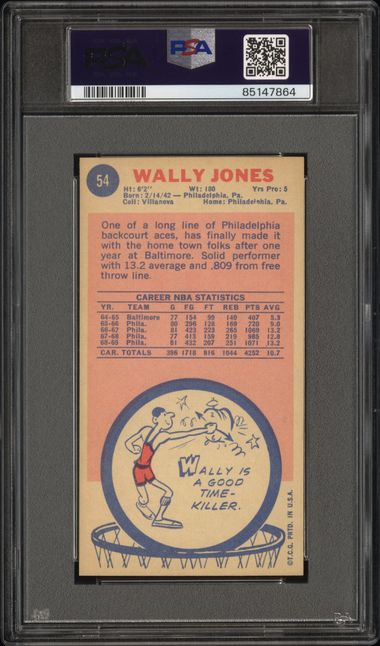 PSA
PSA
85147864
54
WALLY JONES
Ht: 6'2" Wt: 180 Yrs Pro: 5
Born: 2/14/42 — Philadelphia, Pa.
Coll: Villanova Home: Philadelphia, Pa.
One of a long line of Philadelphia
backcourt aces, has finally made it
with the home town folks after one
year at Baltimore. Solid performer
with 13.2 average and .809 from free
throw line.
CAREER NBA STATISTICS
YR. TEAM G FG FT REB PTS AVG
64-65 Baltimore 77 154 99 140 407 5.3
65-66 Phila. 80 296 128 169 720 9.0
66-67 Phila. 81 423 223 265 1069 13.2
67-68 Phila. 77 413 159 219 985 12.8
68-69 Phila. 81 432 207 251 1071 13.2
CAR. TOTALS 396 1718 816 1044 4252 10.7
WALLY IS
A GOOD
TIME-
KILLER.
©T.C.G. PRTD. IN U.S.A.